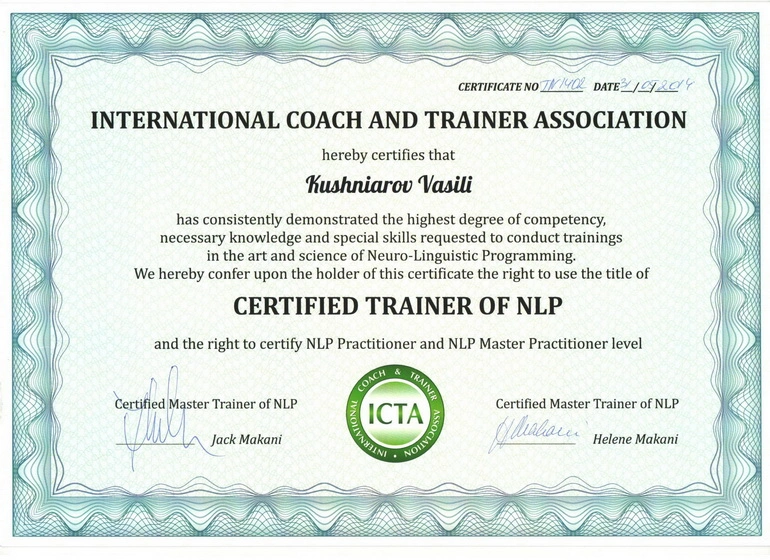 CERTIFICATE NO TN1402 DATE 31/07/2014
INTERNATIONAL COACH AND TRAINER ASSOCIATION
hereby certifies that
Kushniarov Vasili
has consistently demonstrated the highest degree of competency,
necessary knowledge and special skills requested to conduct trainings
in the art and science of Neuro-Linguistic Programming.
We hereby confer upon the holder of this certificate the right to use the title of
CERTIFIED TRAINER OF NLP
and the right to certify NLP Practitioner and NLP Master Practitioner level
Certified Master Trainer of NLP
Jack Makani
INTERNATIONAL COACH & TRAINER ASSOCIATION
ICTA
Certified Master Trainer of NLP
Helene Makani